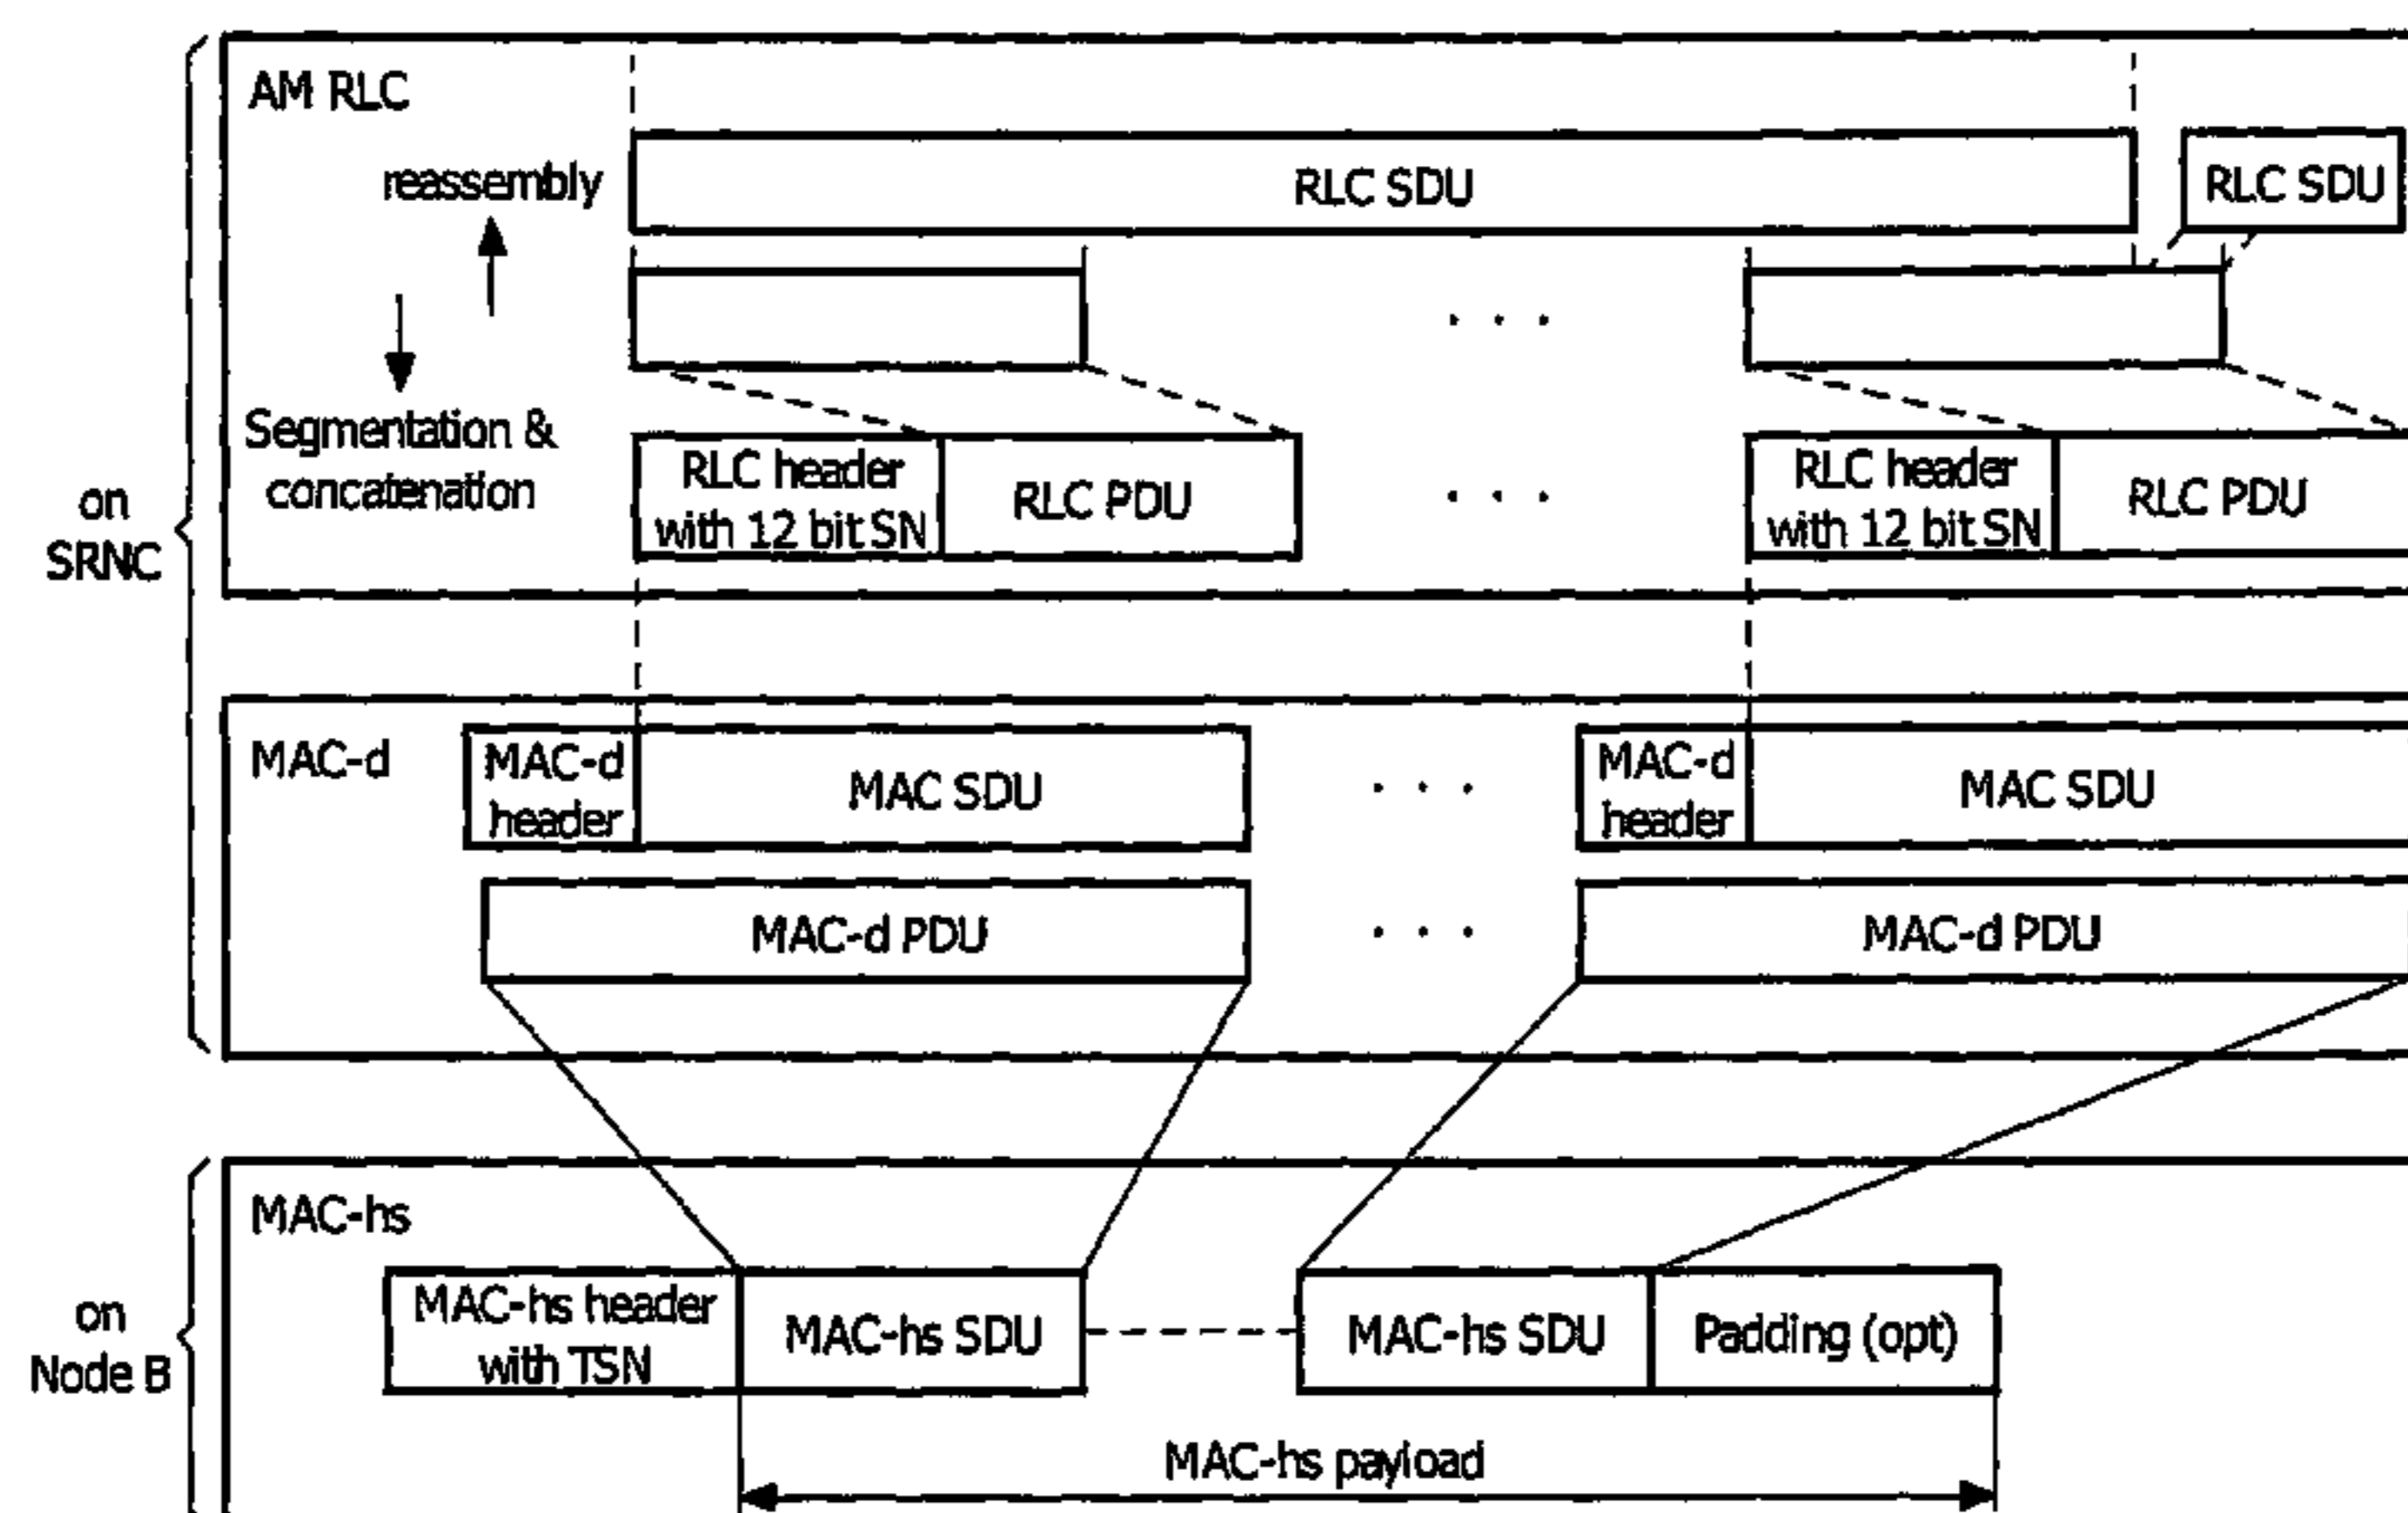 AM RLC
RLC SDU
RLC SDU
reassembly
Segmentation &
concatenation
RLC header
with 12 bit SN
RLC PDU
. . .
RLC header
with 12 bit SN
RLC PDU
on
SRNC
MAC-d
MAC-d
header
MAC SDU
. . .
MAC-d
header
MAC SDU
MAC-d PDU
. . .
MAC-d PDU
MAC-hs
on
Node B
MAC-hs header
with TSN
MAC-hs SDU
MAC-hs SDU
Padding (opt)
MAC-hs payload